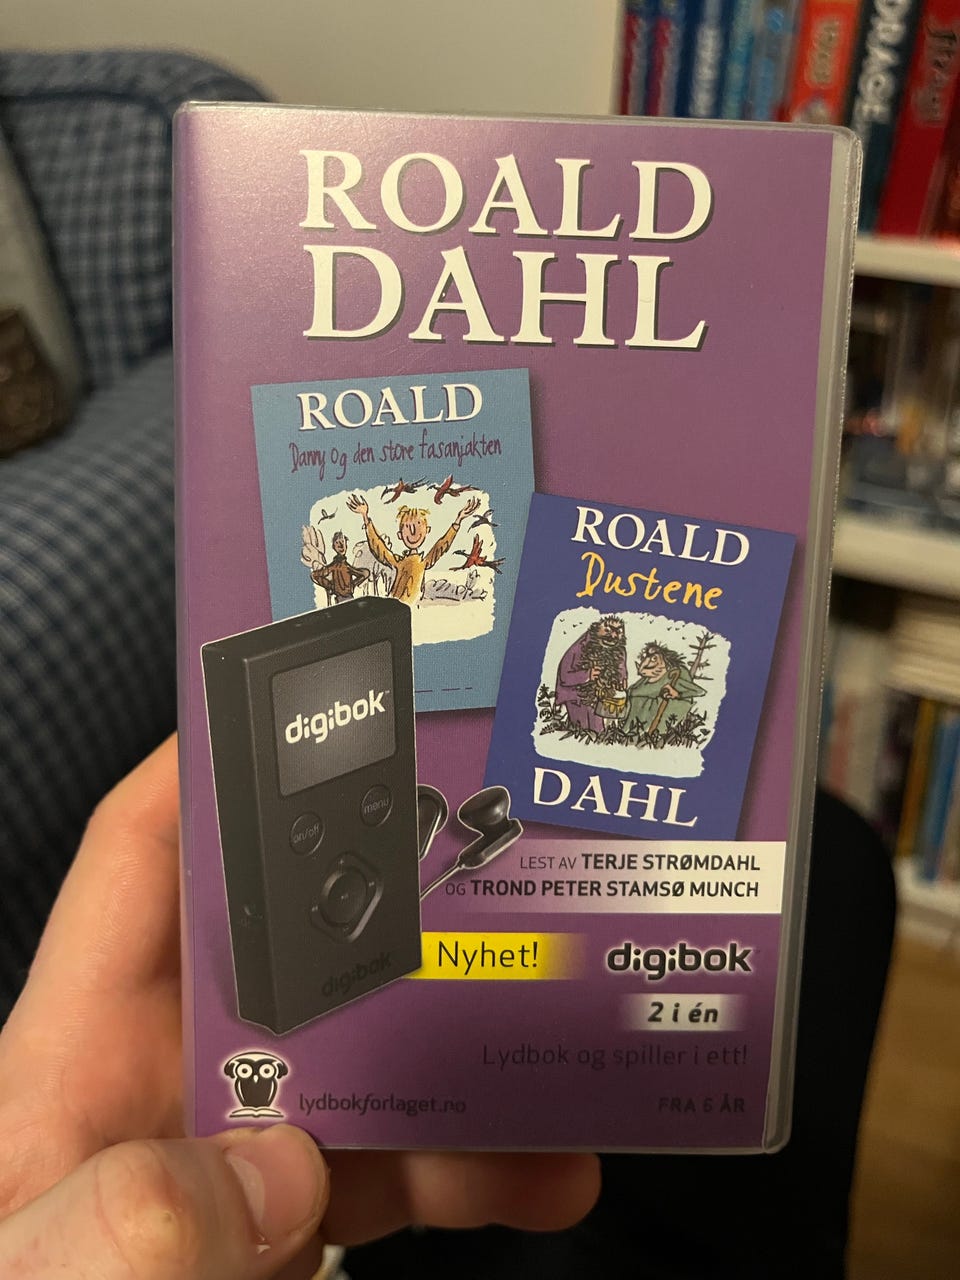 ROALD
DAHL
ROALD
Danny og den store fasanjakten
ROALD
Dustene
DAHL
digibok
on/off
menu
digibok
LEST AV TERJE STRØMDAHL
OG TROND PETER STAMSØ MUNCH
Nyhet!
digibok
2 i én
Lydbok og spiller i ett!
lydbokforlaget.no
FRA 6 ÅR
DRAGE